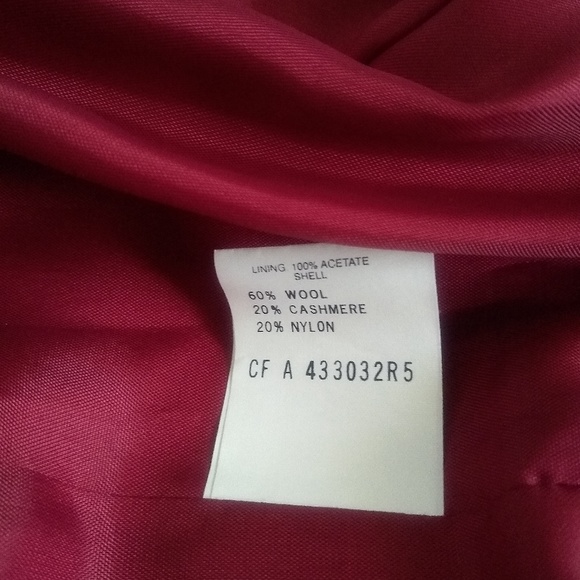 LINING 100% ACETATE
SHELL
60% WOOL
20% CASHMERE
20% NYLON
CF A 433032R5